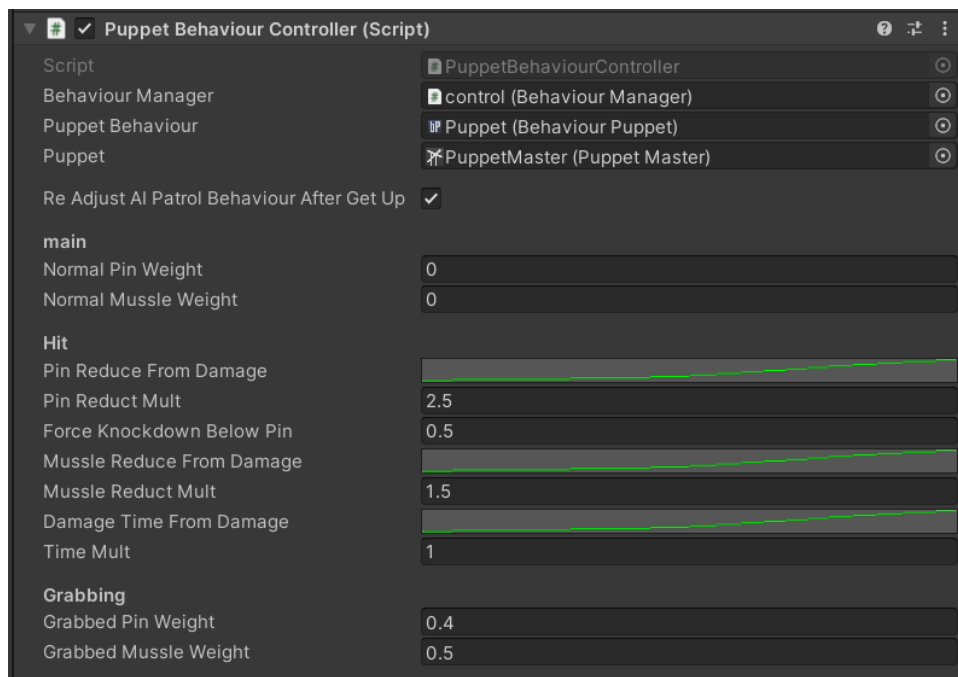 Puppet Behaviour Controller (Script)
Script PuppetBehaviourController
Behaviour Manager control (Behaviour Manager)
Puppet Behaviour bP Puppet (Behaviour Puppet)
Puppet PuppetMaster (Puppet Master)
Re Adjust AI Patrol Behaviour After Get Up
main
Normal Pin Weight 0
Normal Mussle Weight 0
Hit
Pin Reduce From Damage
Pin Reduct Mult 2.5
Force Knockdown Below Pin 0.5
Mussle Reduce From Damage
Mussle Reduct Mult 1.5
Damage Time From Damage
Time Mult 1
Grabbing
Grabbed Pin Weight 0.4
Grabbed Mussle Weight 0.5